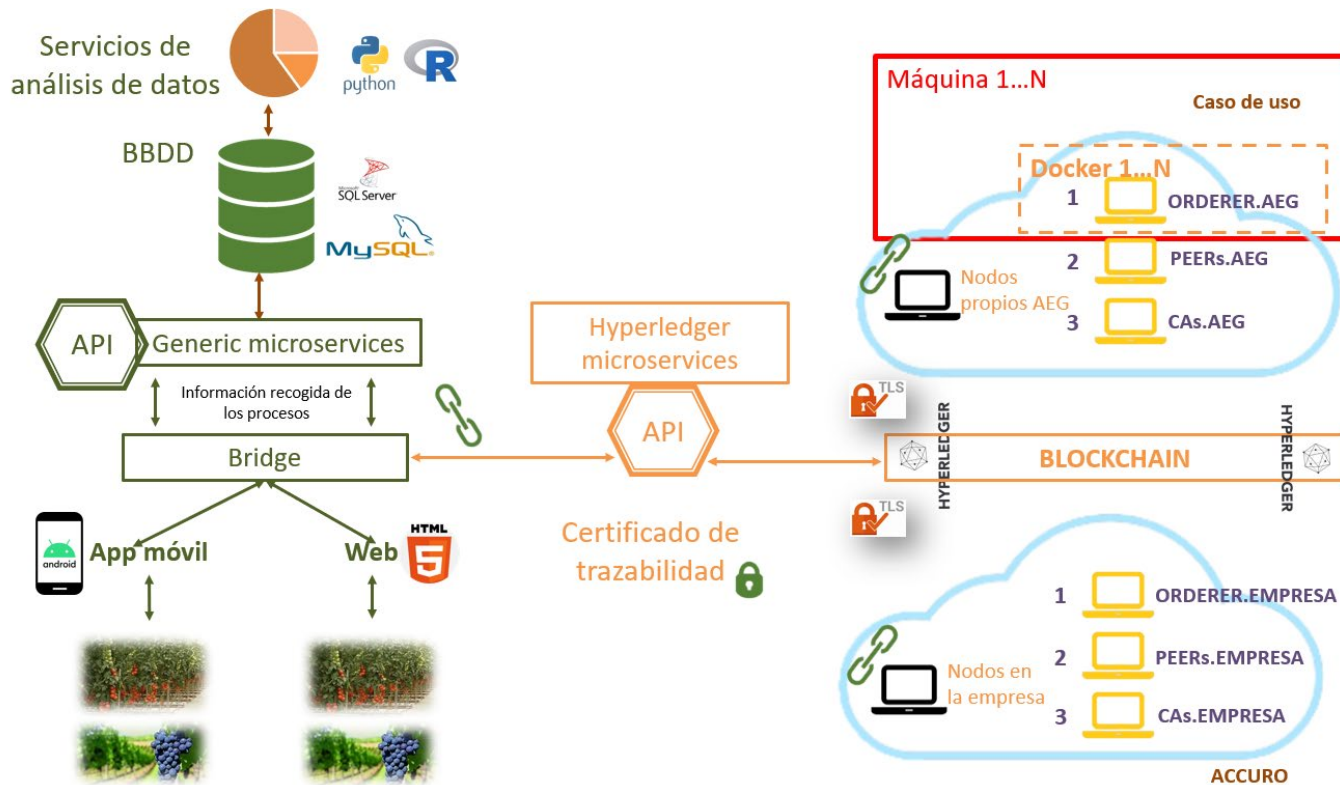 Servicios de
análisis de datos
python
R
BBDD
Microsoft
SQL Server
MySQL®
API
Generic microservices
Información recogida de
los procesos
Bridge
android
App móvil
Web
HTML
5
Hyperledger
microservices
API
Certificado de
trazabilidad
Máquina 1...N
Caso de uso
Docker 1...N
1
ORDERER.AEG
2
PEERs.AEG
3
CAs.AEG
Nodos
propios AEG
TLS
HYPERLEDGER
BLOCKCHAIN
HYPERLEDGER
TLS
1
ORDERER.EMPRESA
2
PEERs.EMPRESA
3
CAs.EMPRESA
Nodos en
la empresa
ACCURO